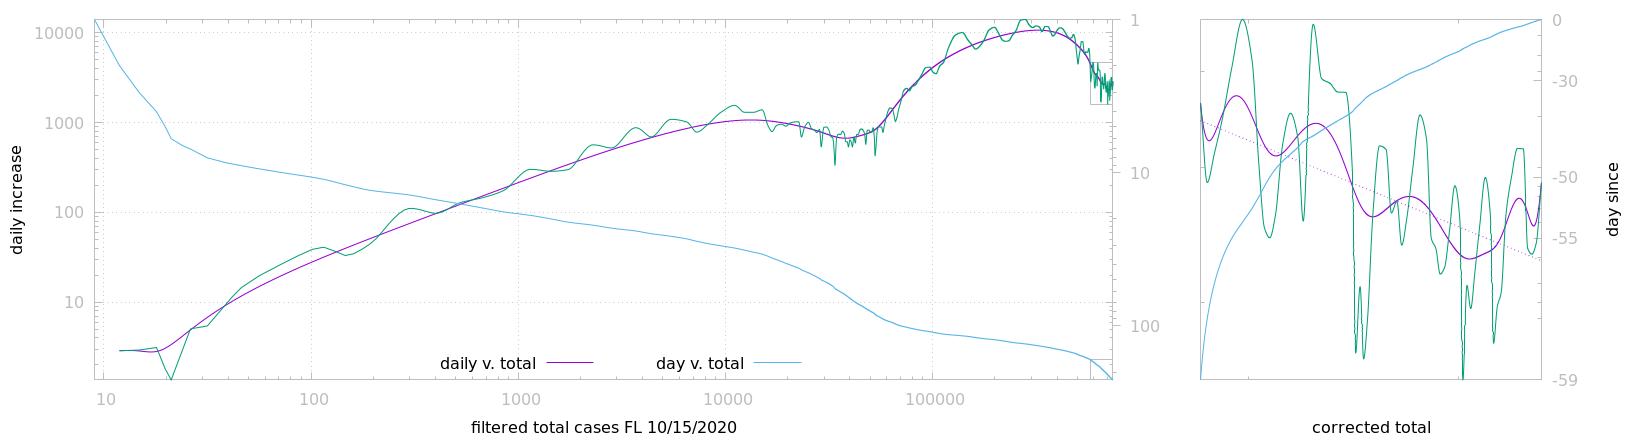 10000
1000
100
10
daily increase
1
10
100
daily v. total
day v. total
10
100
1000
10000
100000
filtered total cases FL 10/15/2020
0
-30
-50
-55
-59
day since
corrected total